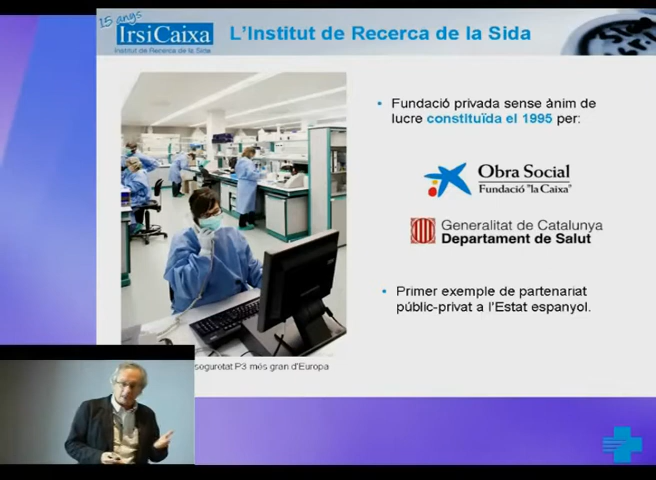 15 anys
IrsiCaixa
Institut de Recerca de la Sida
L'Institut de Recerca de la Sida
• Fundació privada sense ànim de
lucre constituïda el 1995 per:
Obra Social
Fundació "la Caixa"
Generalitat de Catalunya
Departament de Salut
• Primer exemple de partenariat
públic-privat a l'Estat espanyol.
seguretat P3 més gran d'Europa